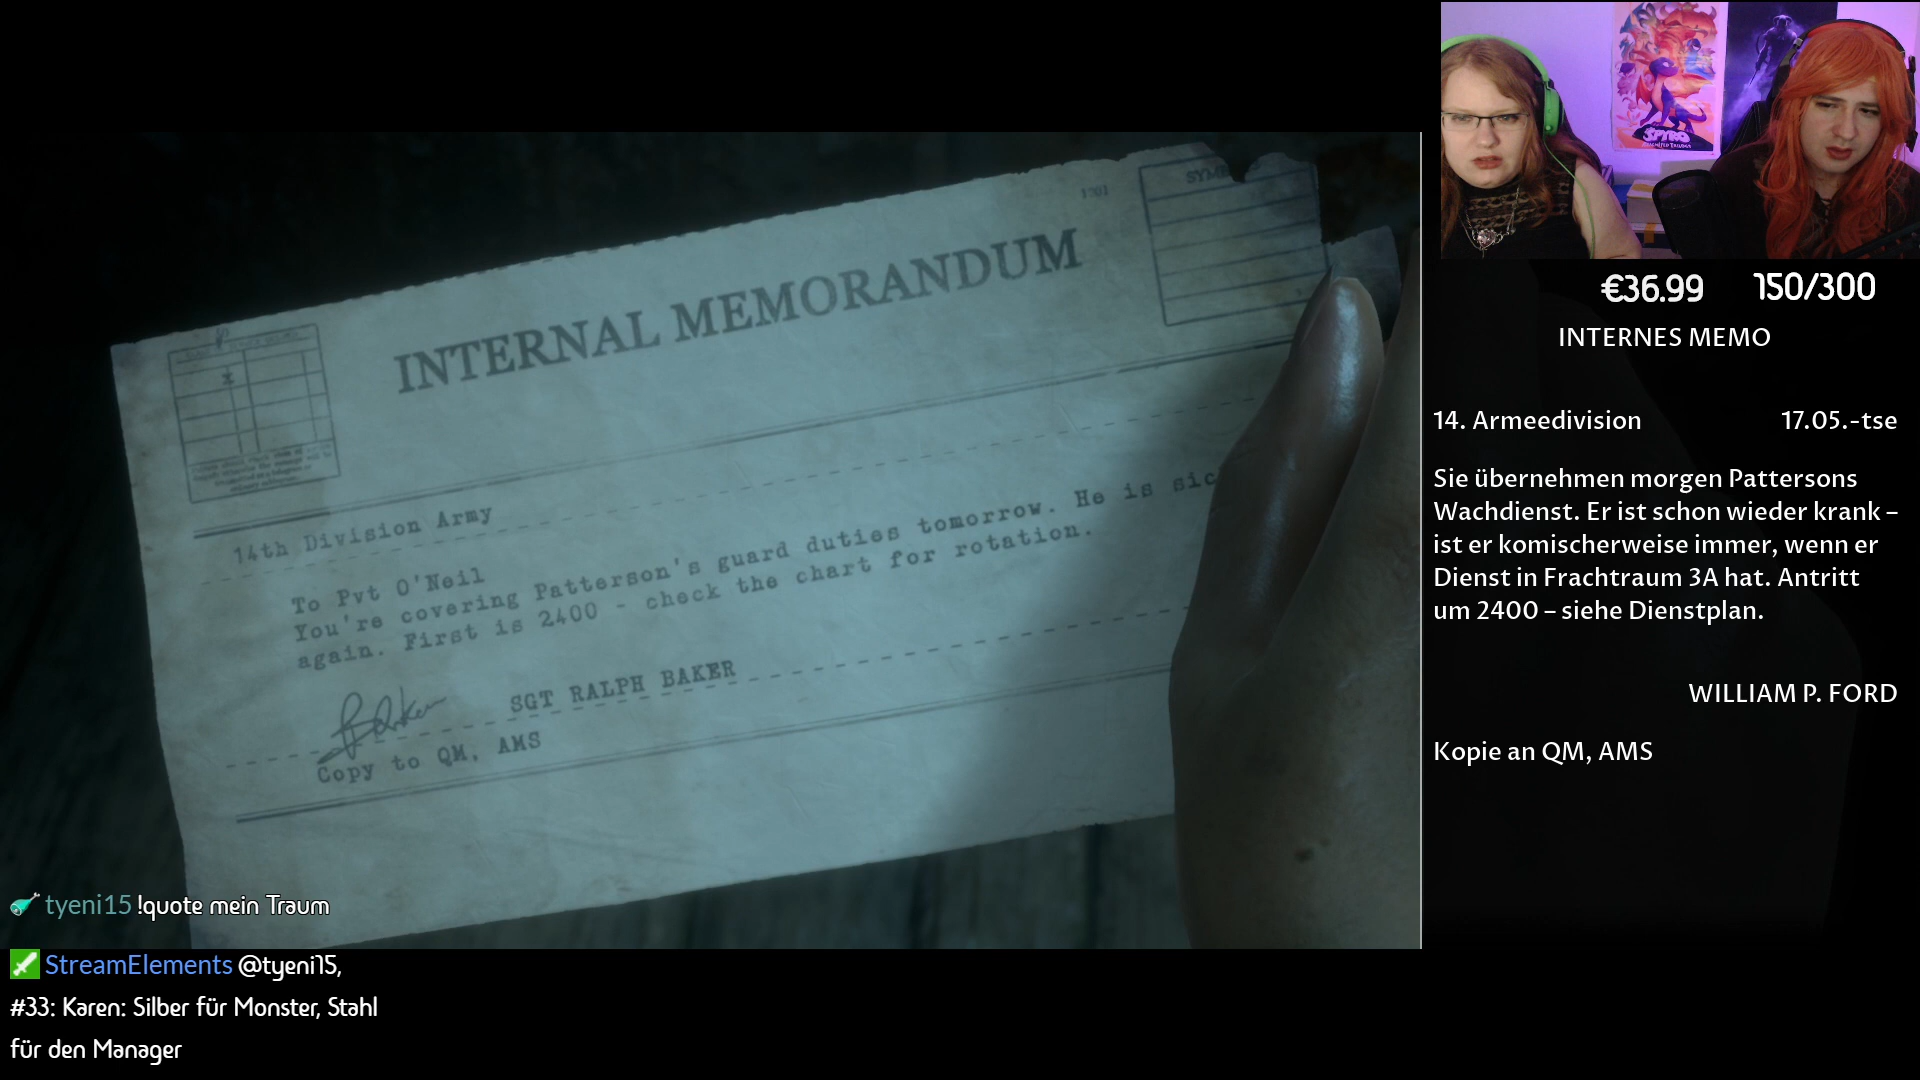 1201
SYMB
INTERNAL MEMORANDUM
14th Division Army
To Pvt O'Neil
You're covering Patterson's guard duties tomorrow. He is sic
again. First is 2400 - check the chart for rotation.
SGT RALPH BAKER
Copy to QM, AMS
SPYRO
€36.99 150/300
INTERNES MEMO
14. Armeedivision 17.05.-tse
Sie übernehmen morgen Pattersons
Wachdienst. Er ist schon wieder krank –
ist er komischerweise immer, wenn er
Dienst in Frachtraum 3A hat. Antritt
um 2400 – siehe Dienstplan.
WILLIAM P. FORD
Kopie an QM, AMS
tyeni15 !quote mein Traum
StreamElements @tyeni15,
#33: Karen: Silber für Monster, Stahl
für den Manager